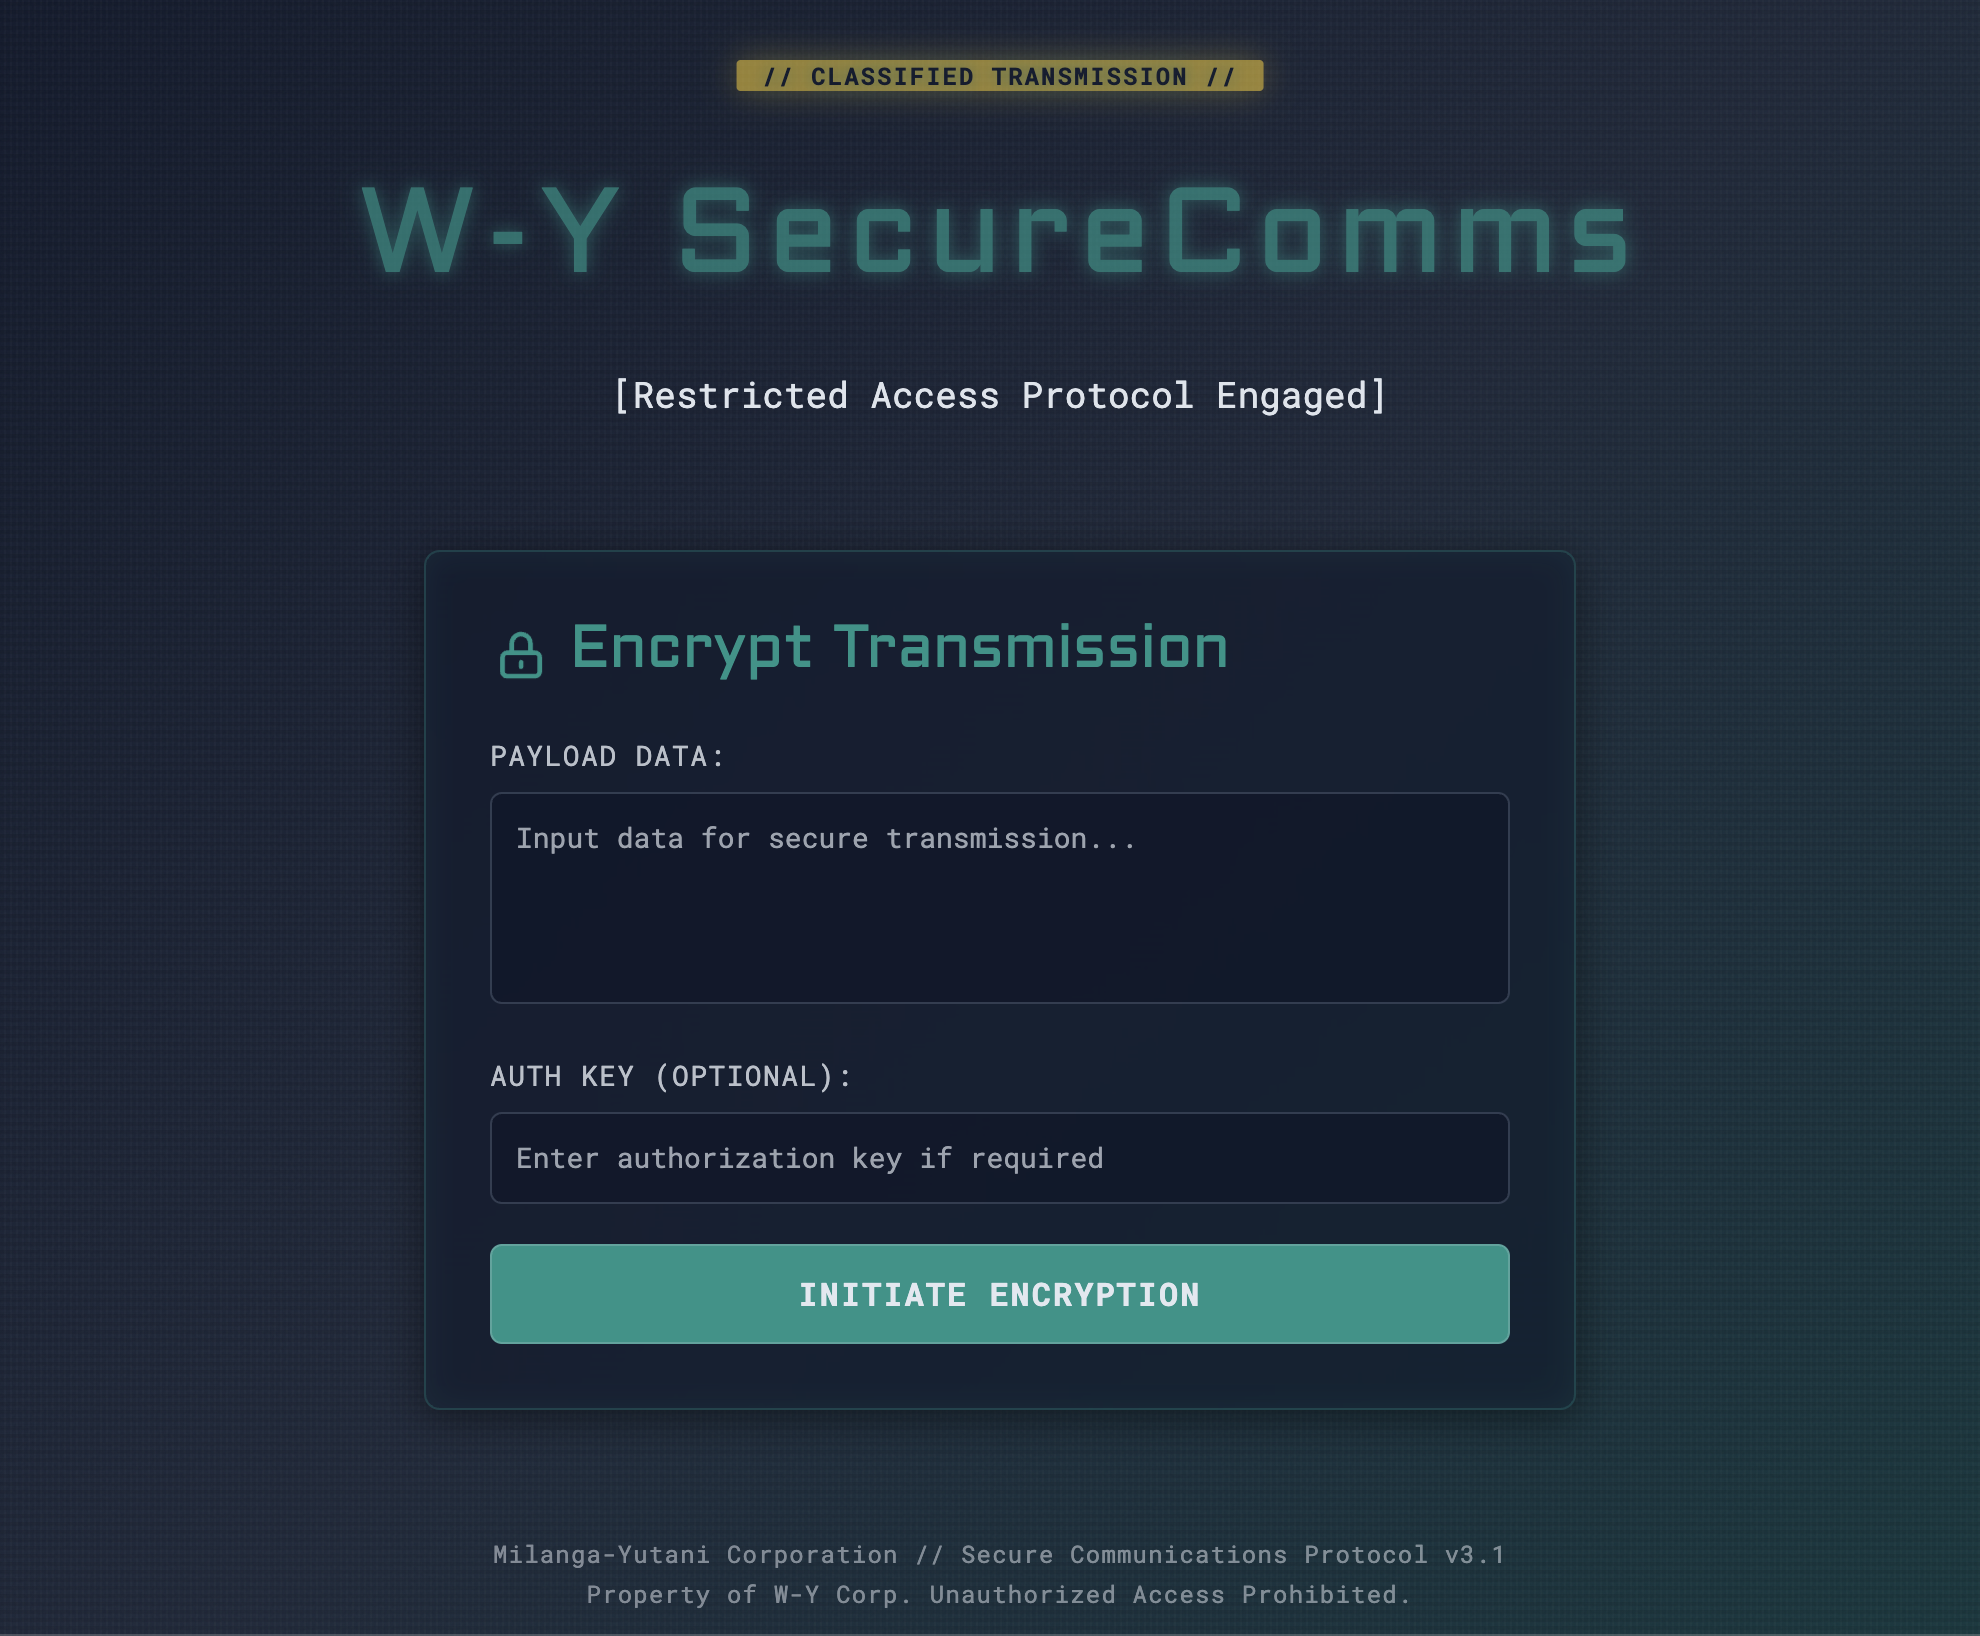 // CLASSIFIED TRANSMISSION //
W-Y SecureComms
[Restricted Access Protocol Engaged]
Encrypt Transmission
PAYLOAD DATA:
Input data for secure transmission...
AUTH KEY (OPTIONAL):
Enter authorization key if required
INITIATE ENCRYPTION
Milanga-Yutani Corporation // Secure Communications Protocol v3.1
Property of W-Y Corp. Unauthorized Access Prohibited.